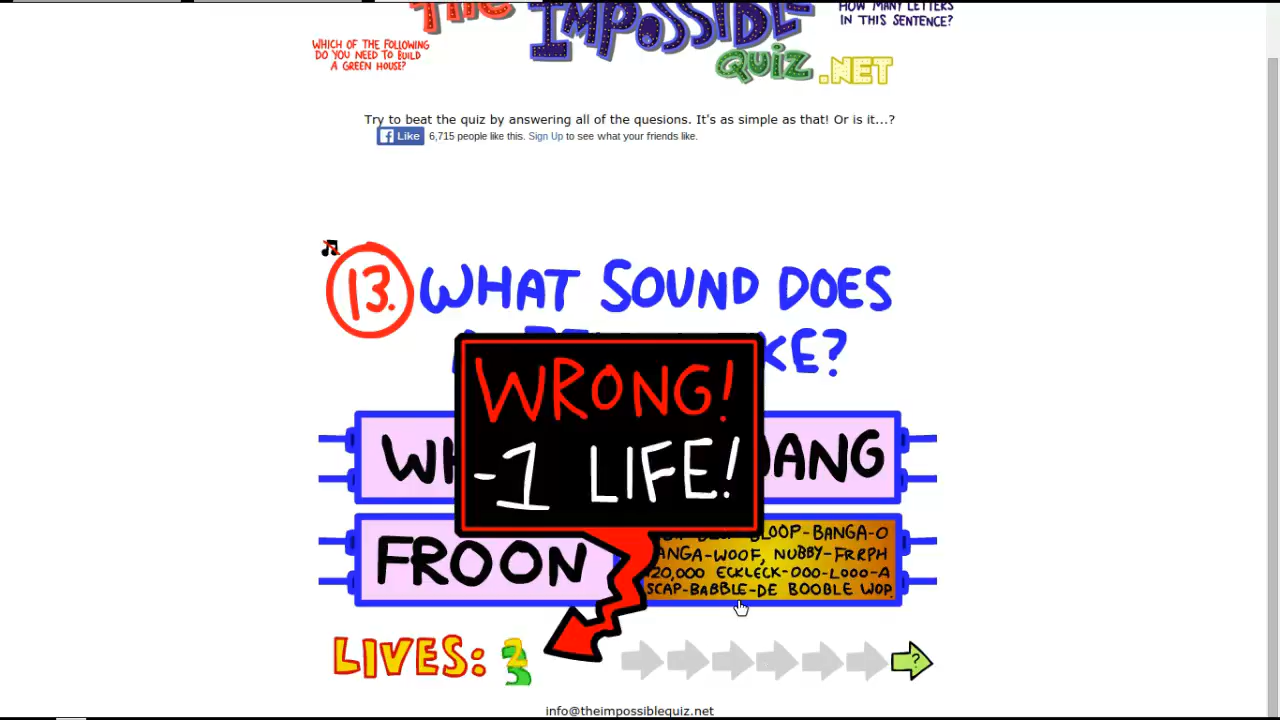 The
IMPOSSIBLE
QUIZ .NET
HOW MANY LETTERS
IN THIS SENTENCE?
WHICH OF THE FOLLOWING
DO YOU NEED TO BUILD
A GREEN HOUSE?
Try to beat the quiz by answering all of the quesions. It's as simple as that! Or is it...?
Like 6,715 people like this. Sign Up to see what your friends like.
13. WHAT SOUND DOES
KE?
WRONG!
-1 LIFE!
WH
ANG
FROON
BLOOP-BANGA-O
ANGA-WOOF, NUBBY-FRRPH
20,000 ECKLECK-OOO-LOOO-A
SCAP-BABBLE-DE BOOBLE WOP.
LIVES:
?
info@theimpossiblequiz.net